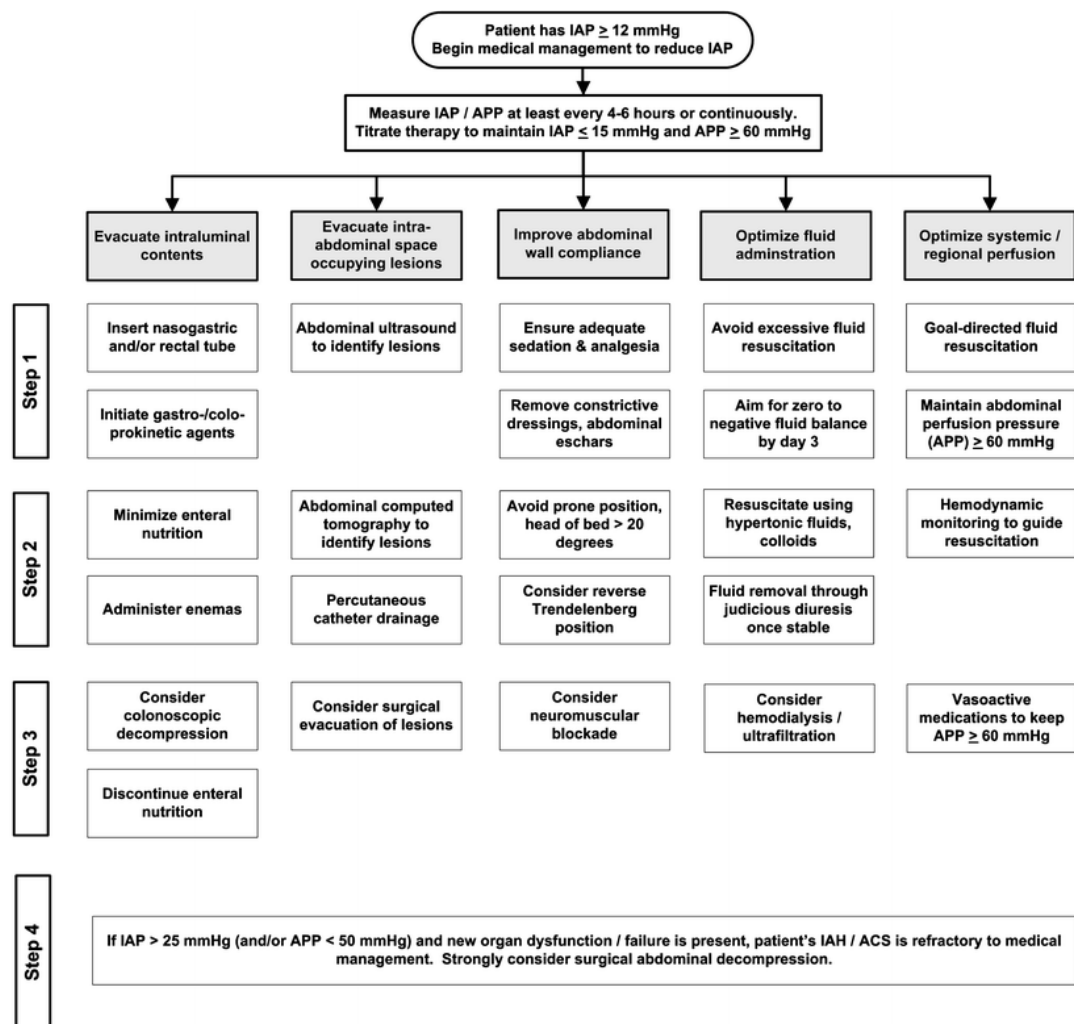 Patient has IAP ≥ 12 mmHg
Begin medical management to reduce IAP
Measure IAP / APP at least every 4-6 hours or continuously.
Titrate therapy to maintain IAP ≤ 15 mmHg and APP ≥ 60 mmHg
Evacuate intraluminal
contents
Evacuate intra-
abdominal space
occupying lesions
Improve abdominal
wall compliance
Optimize fluid
adminstration
Optimize systemic /
regional perfusion
Step 1
Insert nasogastric
and/or rectal tube
Abdominal ultrasound
to identify lesions
Ensure adequate
sedation & analgesia
Avoid excessive fluid
resuscitation
Goal-directed fluid
resuscitation
Initiate gastro-/colo-
prokinetic agents
Remove constrictive
dressings, abdominal
eschars
Aim for zero to
negative fluid balance
by day 3
Maintain abdominal
perfusion pressure
(APP) ≥ 60 mmHg
Step 2
Minimize enteral
nutrition
Abdominal computed
tomography to
identify lesions
Avoid prone position,
head of bed > 20
degrees
Resuscitate using
hypertonic fluids,
colloids
Hemodynamic
monitoring to guide
resuscitation
Administer enemas
Percutaneous
catheter drainage
Consider reverse
Trendelenberg
position
Fluid removal through
judicious diuresis
once stable
Step 3
Consider
colonoscopic
decompression
Consider surgical
evacuation of lesions
Consider
neuromuscular
blockade
Consider
hemodialysis /
ultrafiltration
Vasoactive
medications to keep
APP ≥ 60 mmHg
Discontinue enteral
nutrition
Step 4
If IAP > 25 mmHg (and/or APP < 50 mmHg) and new organ dysfunction / failure is present, patient's IAH / ACS is refractory to medical
management. Strongly consider surgical abdominal decompression.